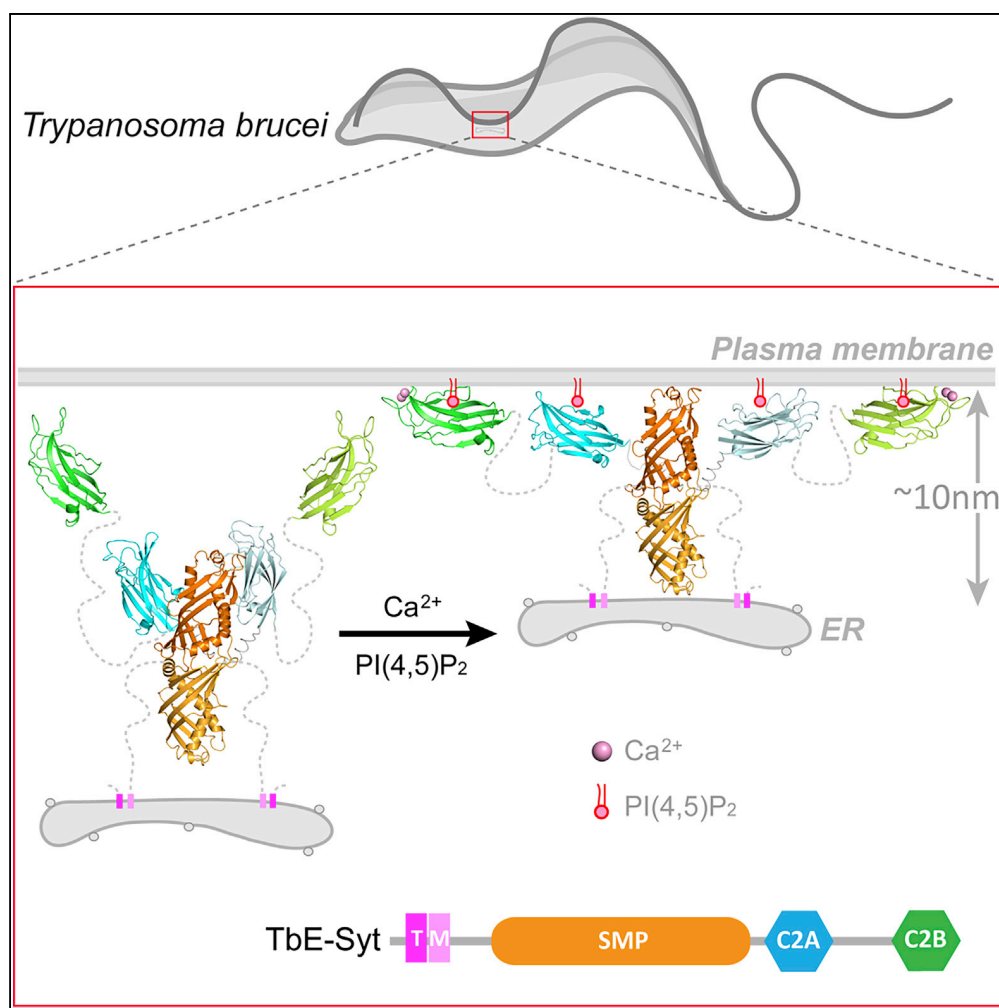 Trypanosoma brucei
Plasma membrane
~10nm
Ca²⁺
PI(4,5)P₂
ER
Ca²⁺
PI(4,5)P₂
TbE-Syt
T M
SMP
C2A
C2B